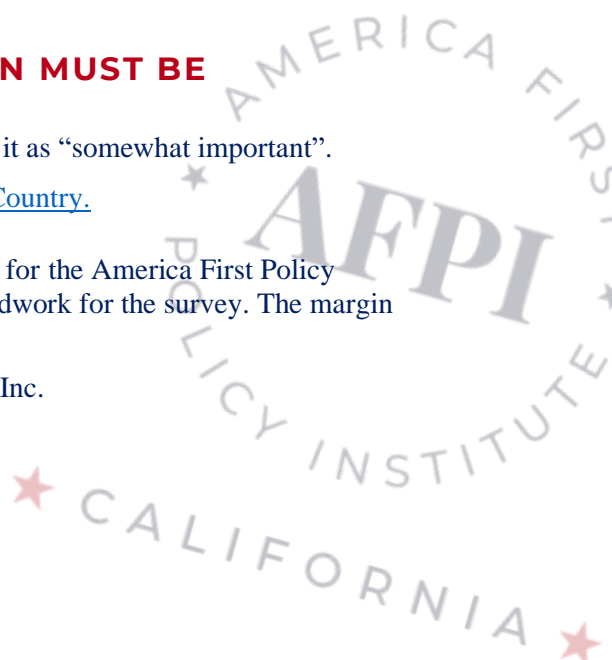 N MUST BE
it as “somewhat important”.
Country.
for the America First Policy
dwork for the survey. The margin
Inc.
AMERICA FIRST
AFPI
POLICY INSTITUTE
CALIFORNIA